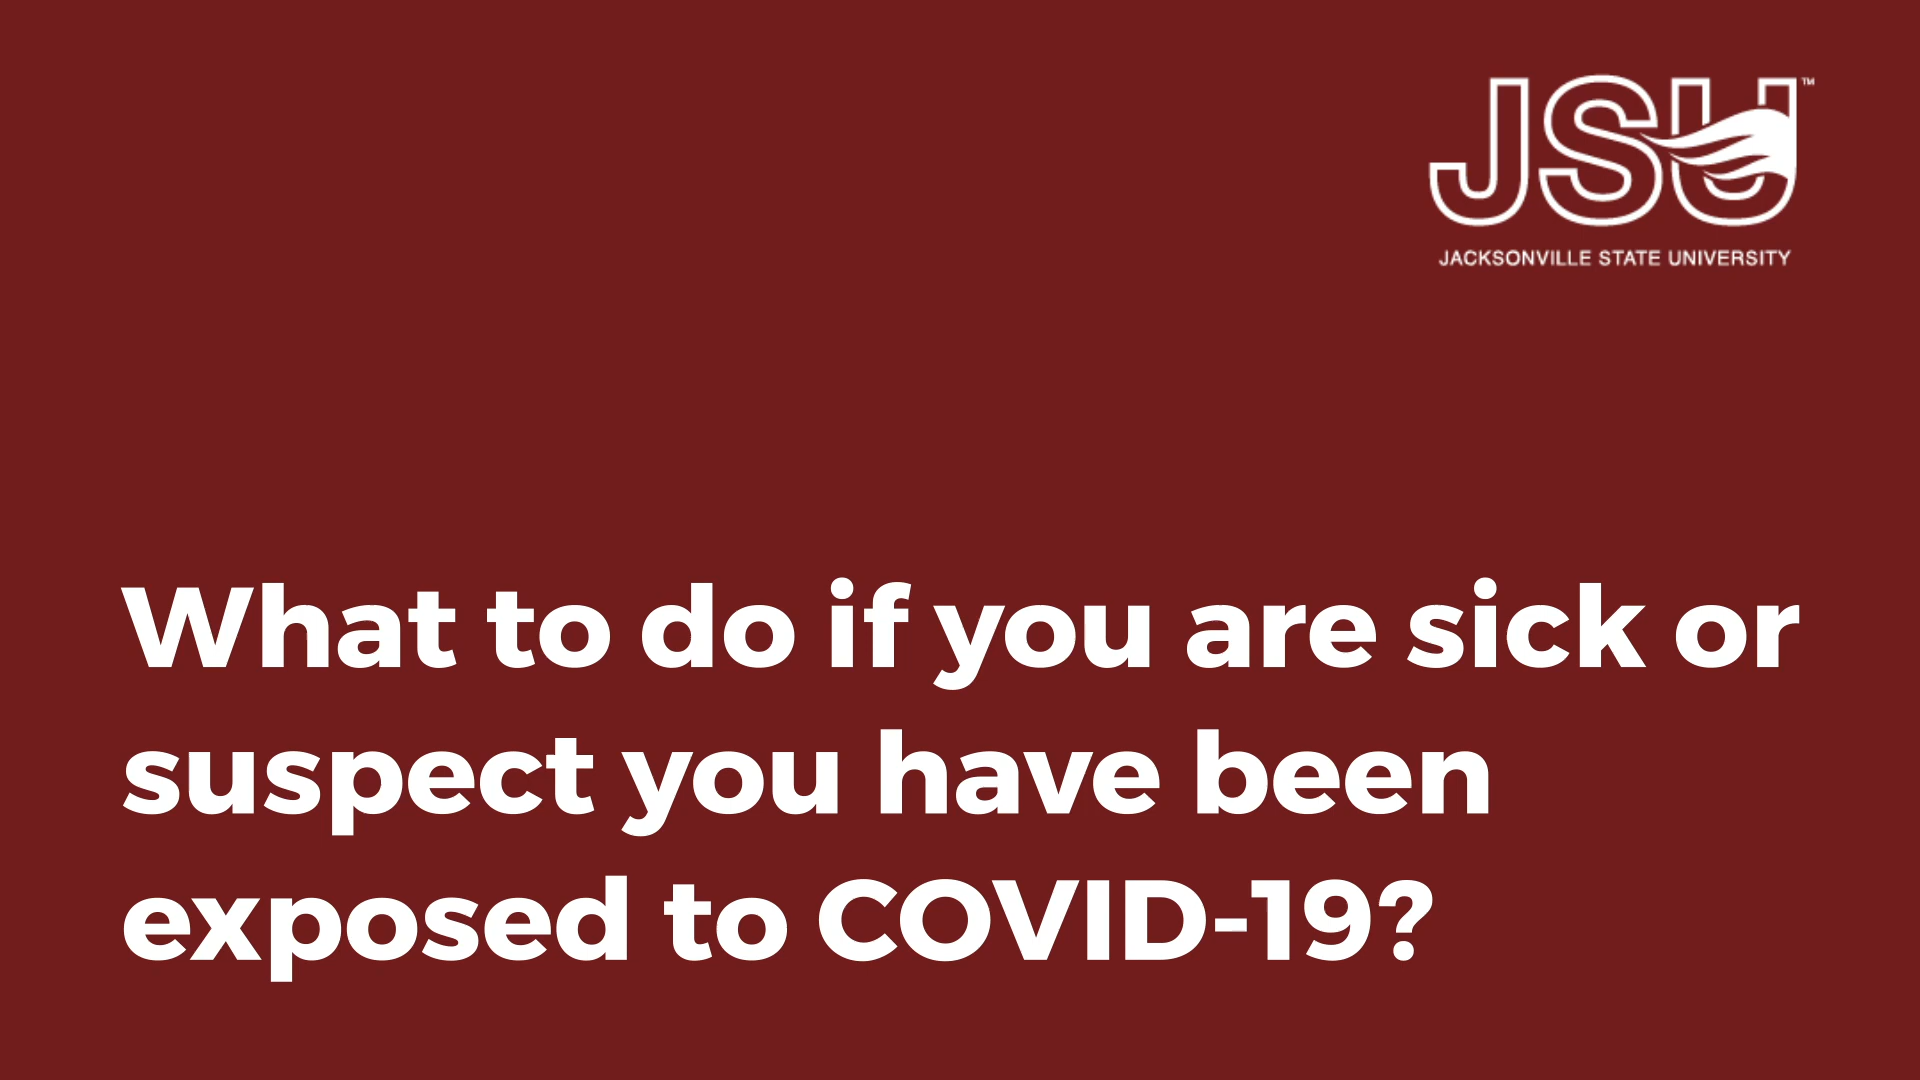 JSU™
JACKSONVILLE STATE UNIVERSITY
What to do if you are sick or
suspect you have been
exposed to COVID-19?